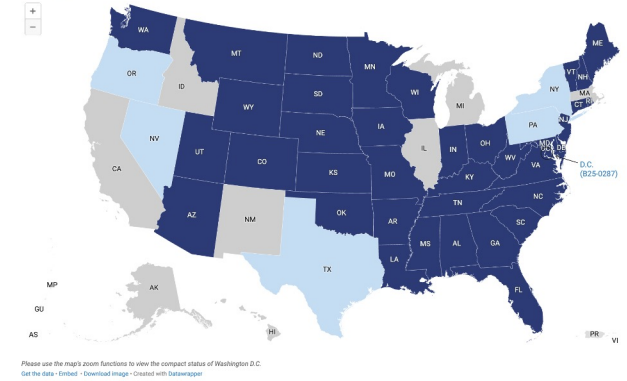 +
−
WA
ME
MT
ND
MN
VT
NH
OR
ID
WI
NY
MA
SD
MI
CT
WY
IA
PA
NJ
NE
NV
IL
IN
OH
MD
DE
UT
CO
WV
VA
D.C.
(B25-0287)
CA
KS
MO
KY
NC
TN
AZ
NM
OK
AR
SC
MS
AL
GA
LA
TX
FL
MP
AK
GU
HI
AS
PR
VI
Please use the map's zoom functions to view the compact status of Washington D.C.
Get the data • Embed • Download image • Created with Datawrapper